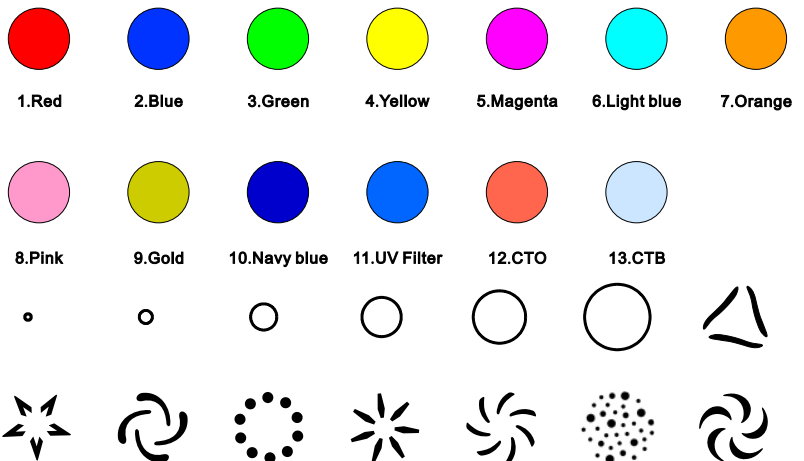 1.Red 2.Blue 3.Green 4.Yellow 5.Magenta 6.Light blue 7.Orange
8.Pink 9.Gold 10.Navy blue 11.UV Filter 12.CTO 13.CTB